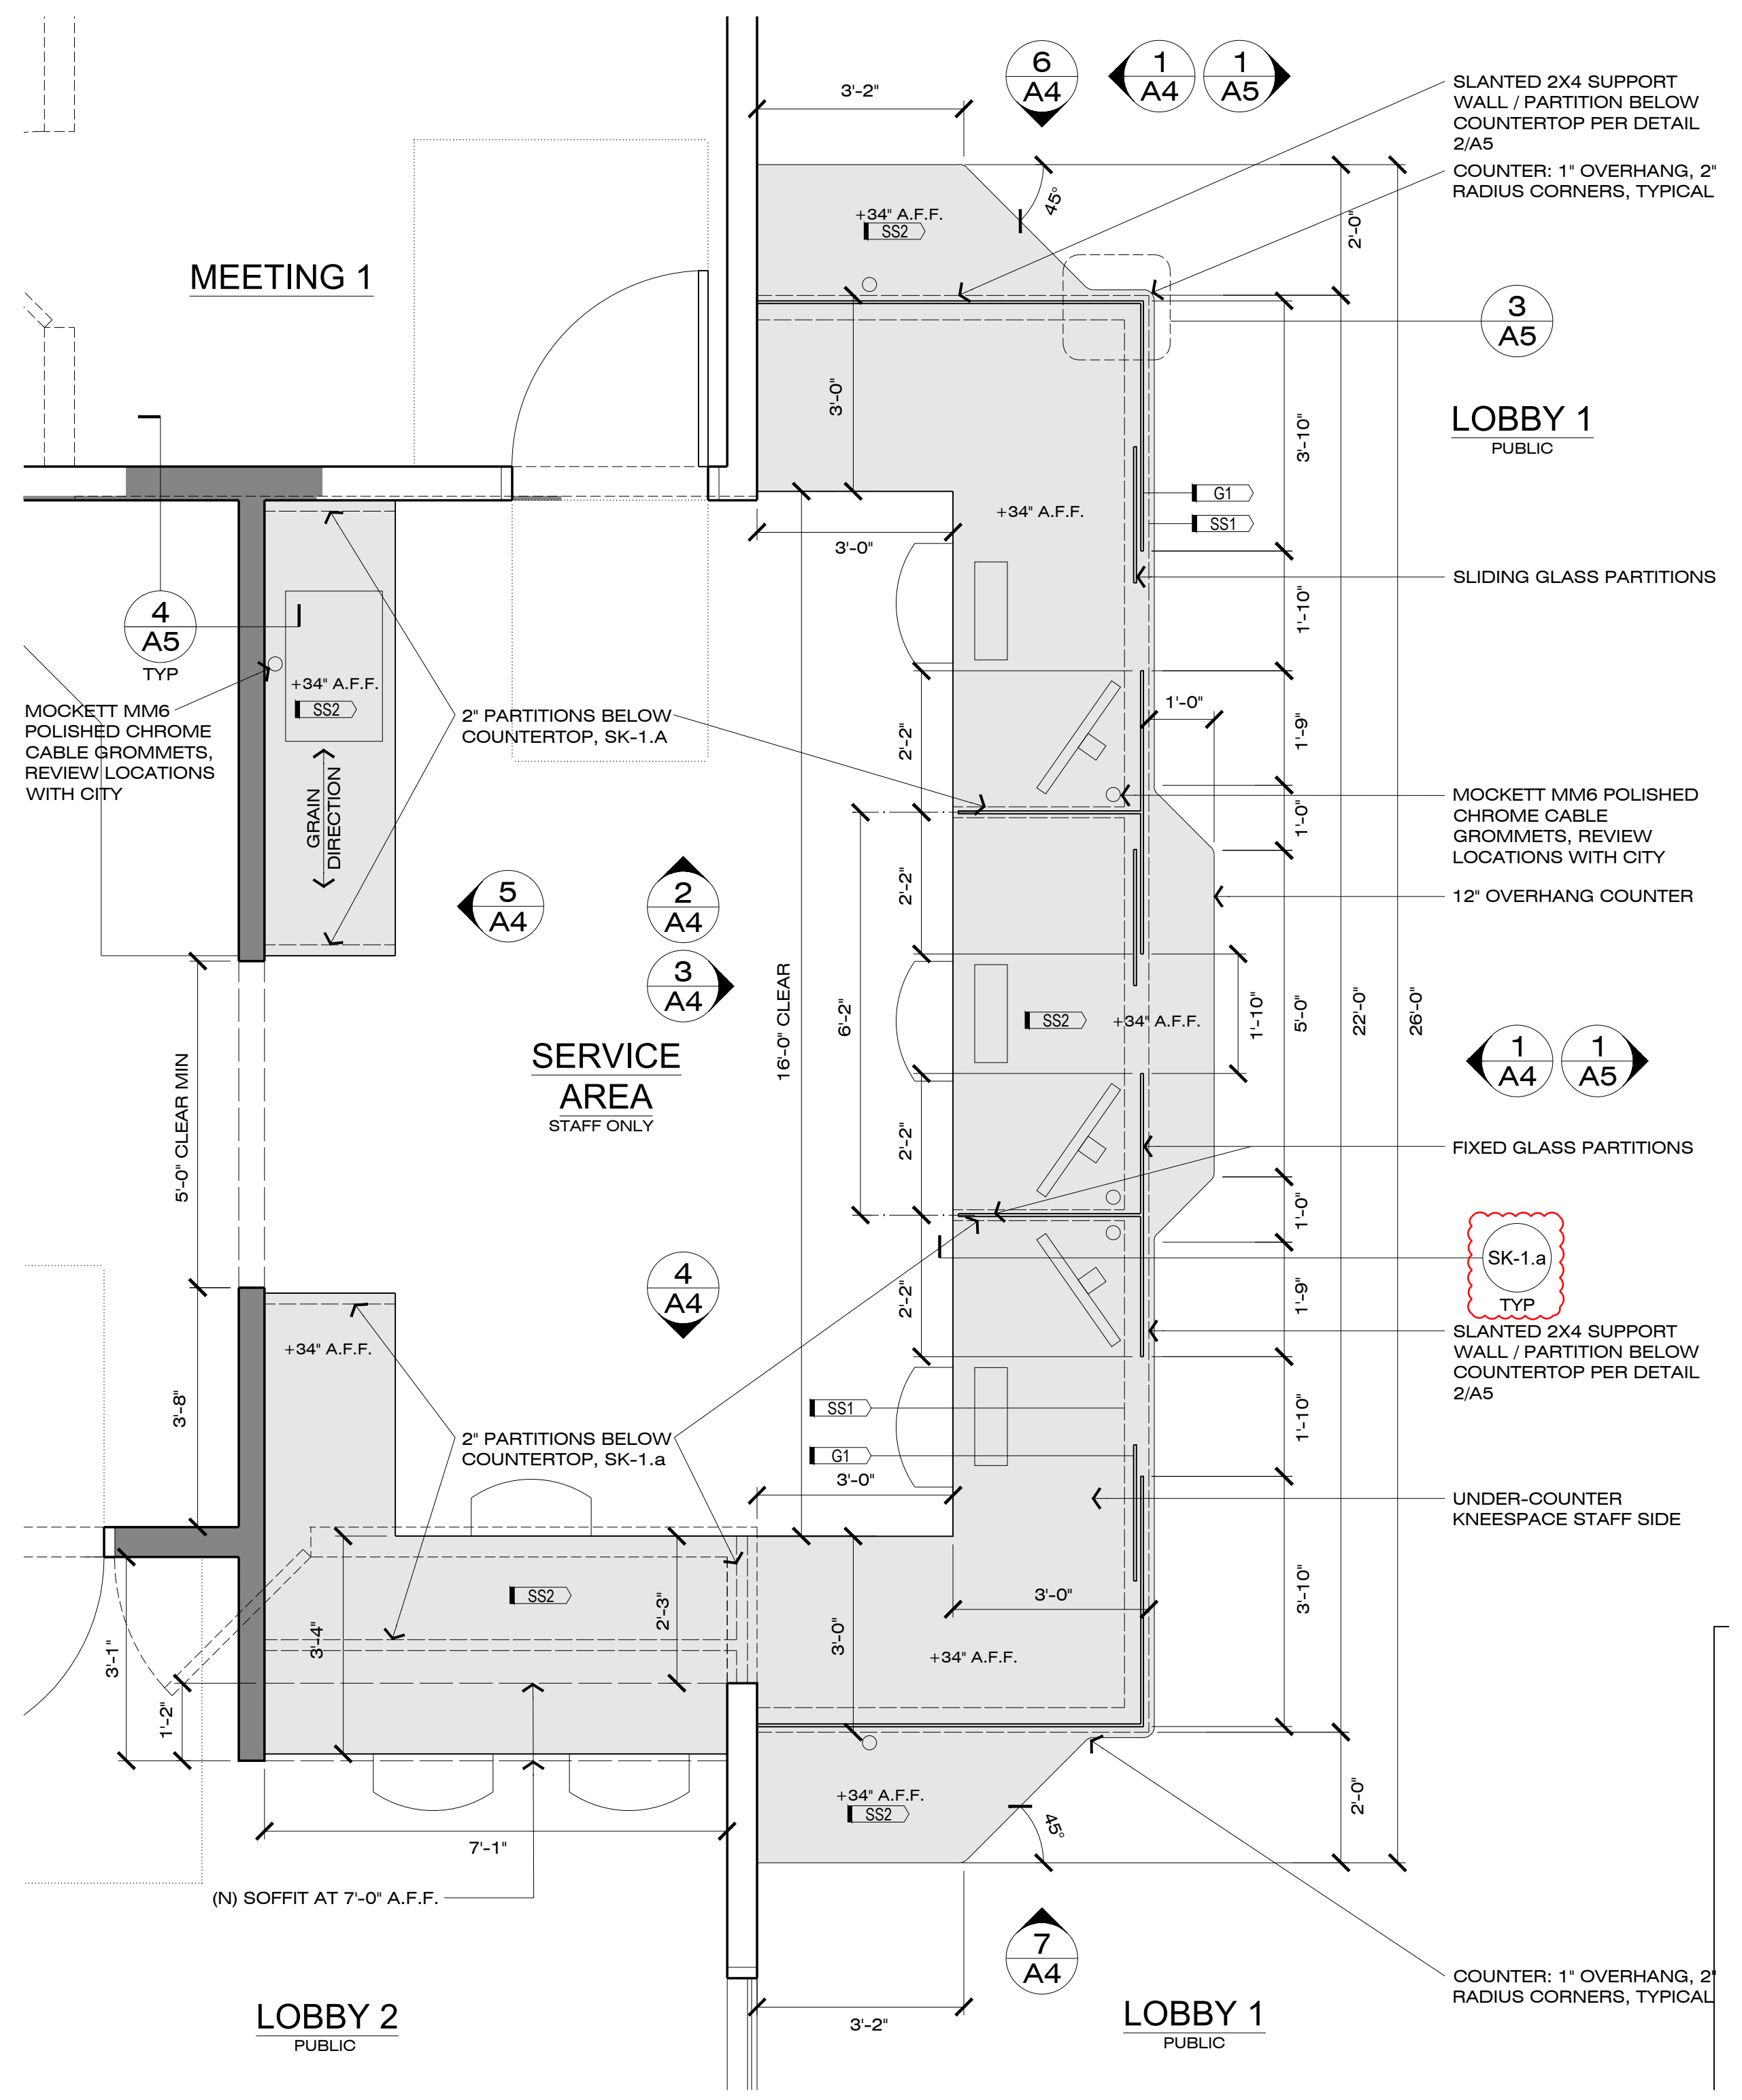 3'-2"
6
A4
1
A4
1
A5
SLANTED 2X4 SUPPORT
WALL / PARTITION BELOW
COUNTERTOP PER DETAIL
2/A5
COUNTER: 1" OVERHANG, 2"
RADIUS CORNERS, TYPICAL
45°
+34" A.F.F.
SS2
2'-0"
MEETING 1
3
A5
3'-0"
LOBBY 1
PUBLIC
3'-10"
G1
SS1
+34" A.F.F.
3'-0"
SLIDING GLASS PARTITIONS
1'-10"
4
A5
TYP
+34" A.F.F.
SS2
MOCKETT MM6
POLISHED CHROME
CABLE GROMMETS,
REVIEW LOCATIONS
WITH CITY
2" PARTITIONS BELOW
COUNTERTOP, SK-1.A
1'-0"
2'-2"
1'-9"
GRAIN
DIRECTION
MOCKETT MM6 POLISHED
CHROME CABLE
GROMMETS, REVIEW
LOCATIONS WITH CITY
1'-0"
2'-2"
12" OVERHANG COUNTER
5
A4
2
A4
3
A4
16'-0" CLEAR
6'-2"
SS2
+34" A.F.F.
1'-10"
5'-0"
22'-0"
26'-0"
1
A4
1
A5
SERVICE
AREA
STAFF ONLY
5'-0" CLEAR MIN
2'-2"
FIXED GLASS PARTITIONS
1'-0"
SK-1.a
TYP
4
A4
2'-2"
1'-9"
SLANTED 2X4 SUPPORT
WALL / PARTITION BELOW
COUNTERTOP PER DETAIL
2/A5
+34" A.F.F.
3'-8"
SS1
G1
1'-10"
2" PARTITIONS BELOW
COUNTERTOP, SK-1.a
3'-0"
UNDER-COUNTER
KNEESPACE STAFF SIDE
SS2
2'-3"
3'-0"
3'-10"
3'-4"
3'-0"
3'-1"
1'-2"
+34" A.F.F.
+34" A.F.F.
SS2
45°
2'-0"
7'-1"
(N) SOFFIT AT 7'-0" A.F.F.
7
A4
COUNTER: 1" OVERHANG, 2"
RADIUS CORNERS, TYPICAL
LOBBY 2
PUBLIC
3'-2"
LOBBY 1
PUBLIC